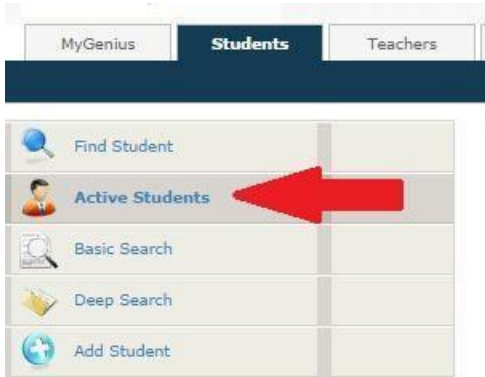 MyGenius Students Teachers
Find Student
Active Students
Basic Search
Deep Search
Add Student